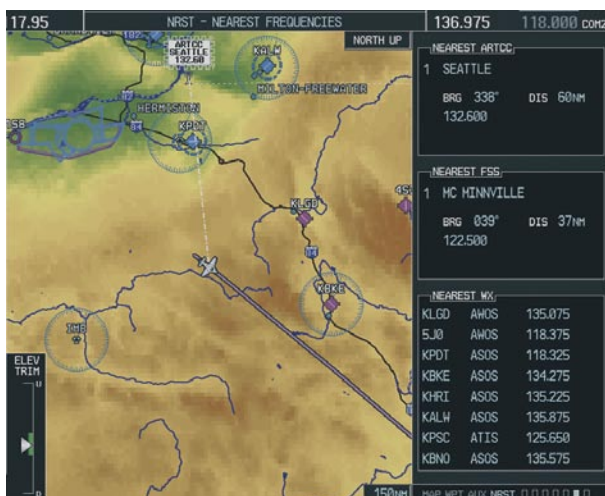 17.95
NRST - NEAREST FREQUENCIES
136.975
118.000 COM2
NORTH UP
ARTCC
SEATTLE
132.60
KALW
MILTON-FREEWATER
HERMISTON
KPDT
84
KLGD
84
KBKE
IMB
ELEV
TRIM
U
D
150NM
NEAREST ARTCC
1 SEATTLE
BRG 338° DIS 60NM
132.600
NEAREST FSS
1 MC MINNVILLE
BRG 039° DIS 37NM
122.500
NEAREST WX
KLGD AWOS 135.075
5J0 AWOS 118.375
KPDT ASOS 118.325
KBKE ASOS 134.275
KHRI ASOS 135.225
KALW ASOS 135.875
KPSC ATIS 125.650
KBNO ASOS 135.575
MAP WPT AUX NRST